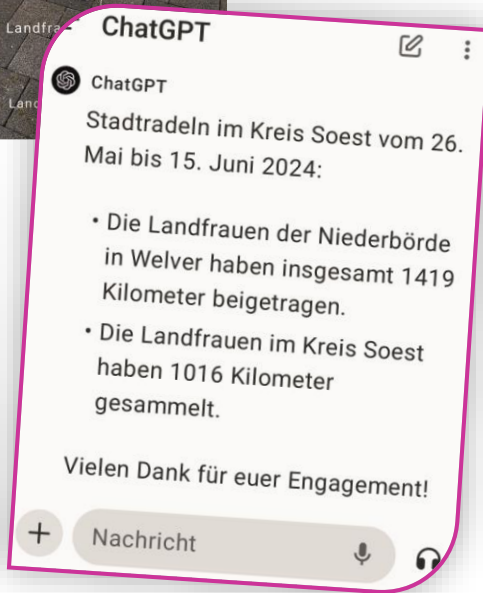 Landfra
ChatGPT
Land
ChatGPT
Stadtradeln im Kreis Soest vom 26.
Mai bis 15. Juni 2024:
• Die Landfrauen der Niederbörde
in Welver haben insgesamt 1419
Kilometer beigetragen.
• Die Landfrauen im Kreis Soest
haben 1016 Kilometer
gesammelt.
Vielen Dank für euer Engagement!
Nachricht